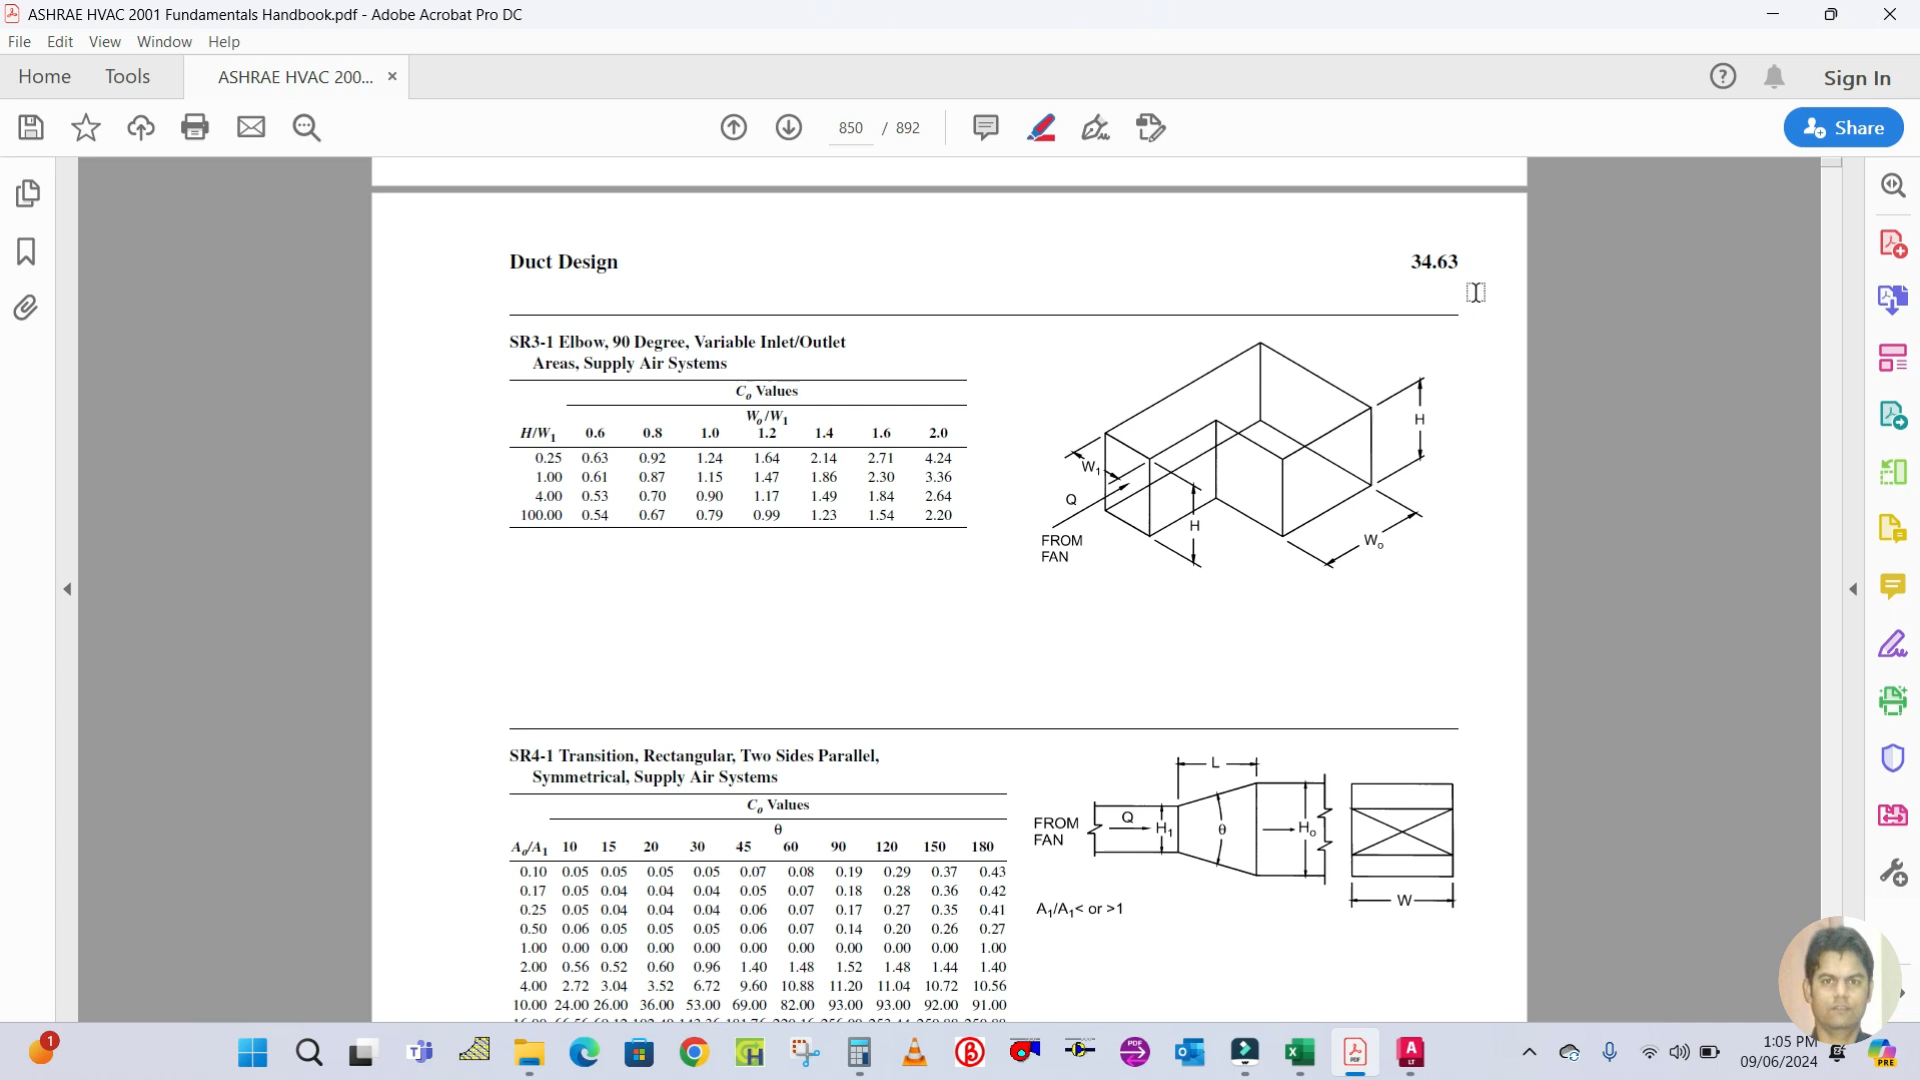 ASHRAE HVAC 2001 Fundamentals Handbook.pdf - Adobe Acrobat Pro DC
File Edit View Window Help
Home Tools ASHRAE HVAC 200... × Sign In
850 / 892 Share
Duct Design 34.63
SR3-1 Elbow, 90 Degree, Variable Inlet/Outlet
Areas, Supply Air Systems
Co Values
Wo/W1
H/W1 0.6 0.8 1.0 1.2 1.4 1.6 2.0
0.25 0.63 0.92 1.24 1.64 2.14 2.71 4.24
1.00 0.61 0.87 1.15 1.47 1.86 2.30 3.36
4.00 0.53 0.70 0.90 1.17 1.49 1.84 2.64
100.00 0.54 0.67 0.79 0.99 1.23 1.54 2.20
H
W1
Q
H
FROM
FAN
Wo
SR4-1 Transition, Rectangular, Two Sides Parallel,
Symmetrical, Supply Air Systems
Co Values
θ
Ao/A1 10 15 20 30 45 60 90 120 150 180
0.10 0.05 0.05 0.05 0.05 0.07 0.08 0.19 0.29 0.37 0.43
0.17 0.05 0.04 0.04 0.04 0.05 0.07 0.18 0.28 0.36 0.42
0.25 0.05 0.04 0.04 0.04 0.06 0.07 0.17 0.27 0.35 0.41
0.50 0.06 0.05 0.05 0.05 0.06 0.07 0.14 0.20 0.26 0.27
1.00 0.00 0.00 0.00 0.00 0.00 0.00 0.00 0.00 0.00 1.00
2.00 0.56 0.52 0.60 0.96 1.40 1.48 1.52 1.48 1.44 1.40
4.00 2.72 3.04 3.52 6.72 9.60 10.88 11.20 11.04 10.72 10.56
10.00 24.00 26.00 36.00 53.00 69.00 82.00 93.00 93.00 92.00 91.00
L
FROM
FAN
Q
H1
θ
Ho
W
A1/A1< or >1
1
1:05 PM
09/06/2024
PRE